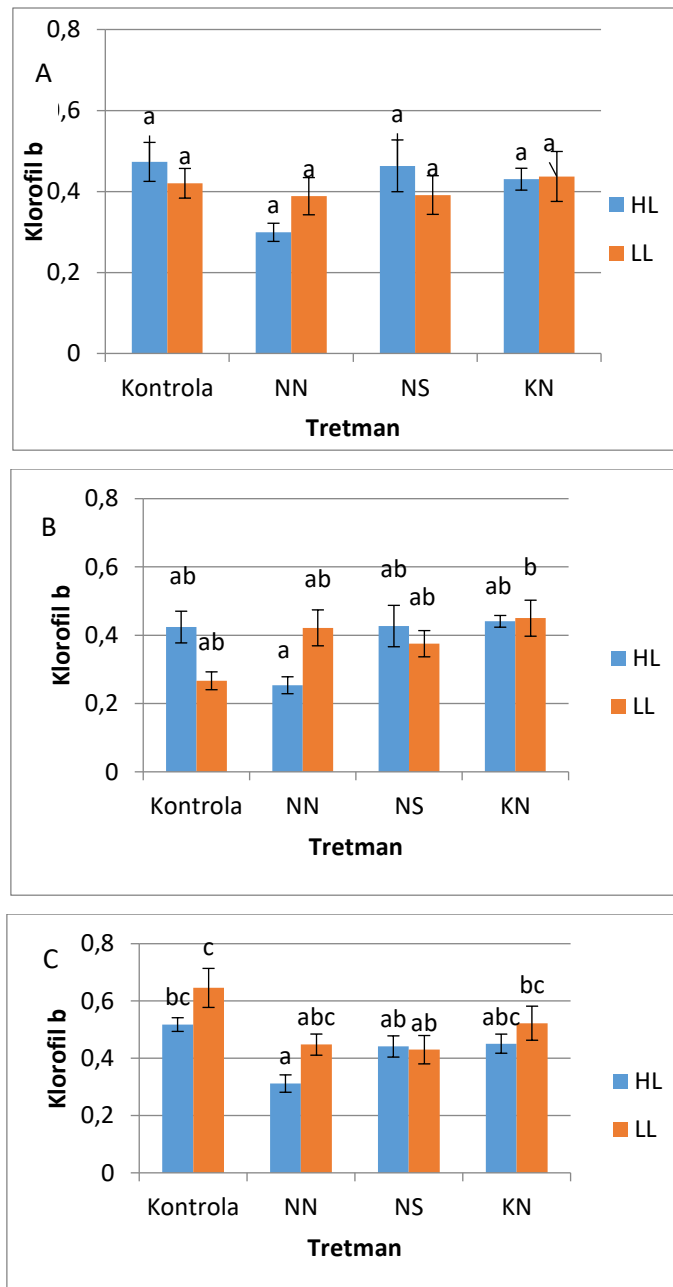 A
0,8
0,6
0,4
0,2
0
Klorofil b
a a a a a a a a
Kontrola NN NS KN
Tretman
HL
LL
B
0,8
0,6
0,4
0,2
0
Klorofil b
ab ab a ab ab ab ab b
Kontrola NN NS KN
Tretman
HL
LL
C
0,8
0,6
0,4
0,2
0
Klorofil b
bc c a abc ab ab abc bc
Kontrola NN NS KN
Tretman
HL
LL